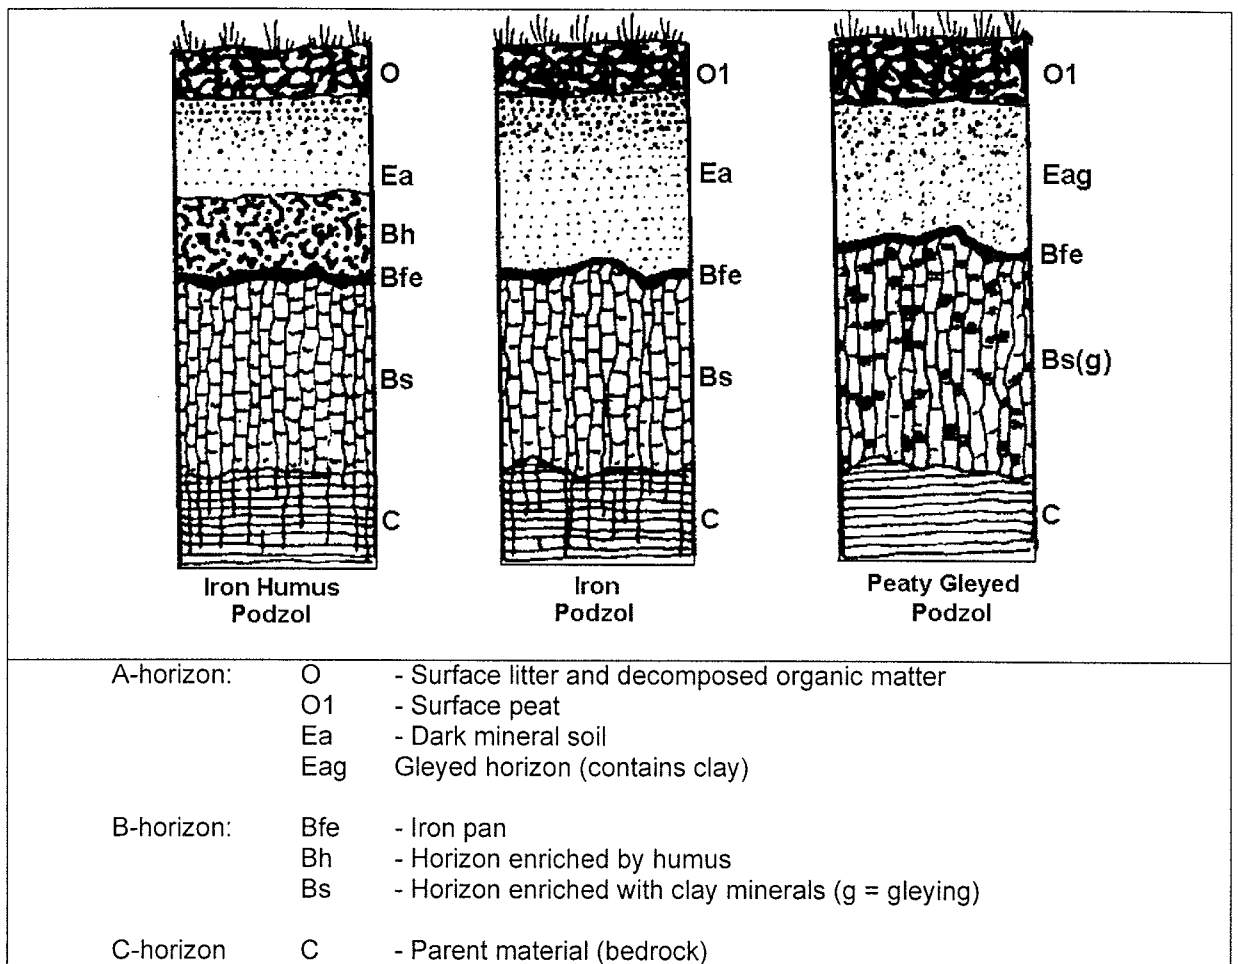 O
Ea
Bh
Bfe
Bs
C
Iron Humus
Podzol
O1
Ea
Bfe
Bs
C
Iron
Podzol
O1
Eag
Bfe
Bs(g)
C
Peaty Gleyed
Podzol
A-horizon: O - Surface litter and decomposed organic matter
O1 - Surface peat
Ea - Dark mineral soil
Eag Gleyed horizon (contains clay)
B-horizon: Bfe - Iron pan
Bh - Horizon enriched by humus
Bs - Horizon enriched with clay minerals (g = gleying)
C-horizon C - Parent material (bedrock)